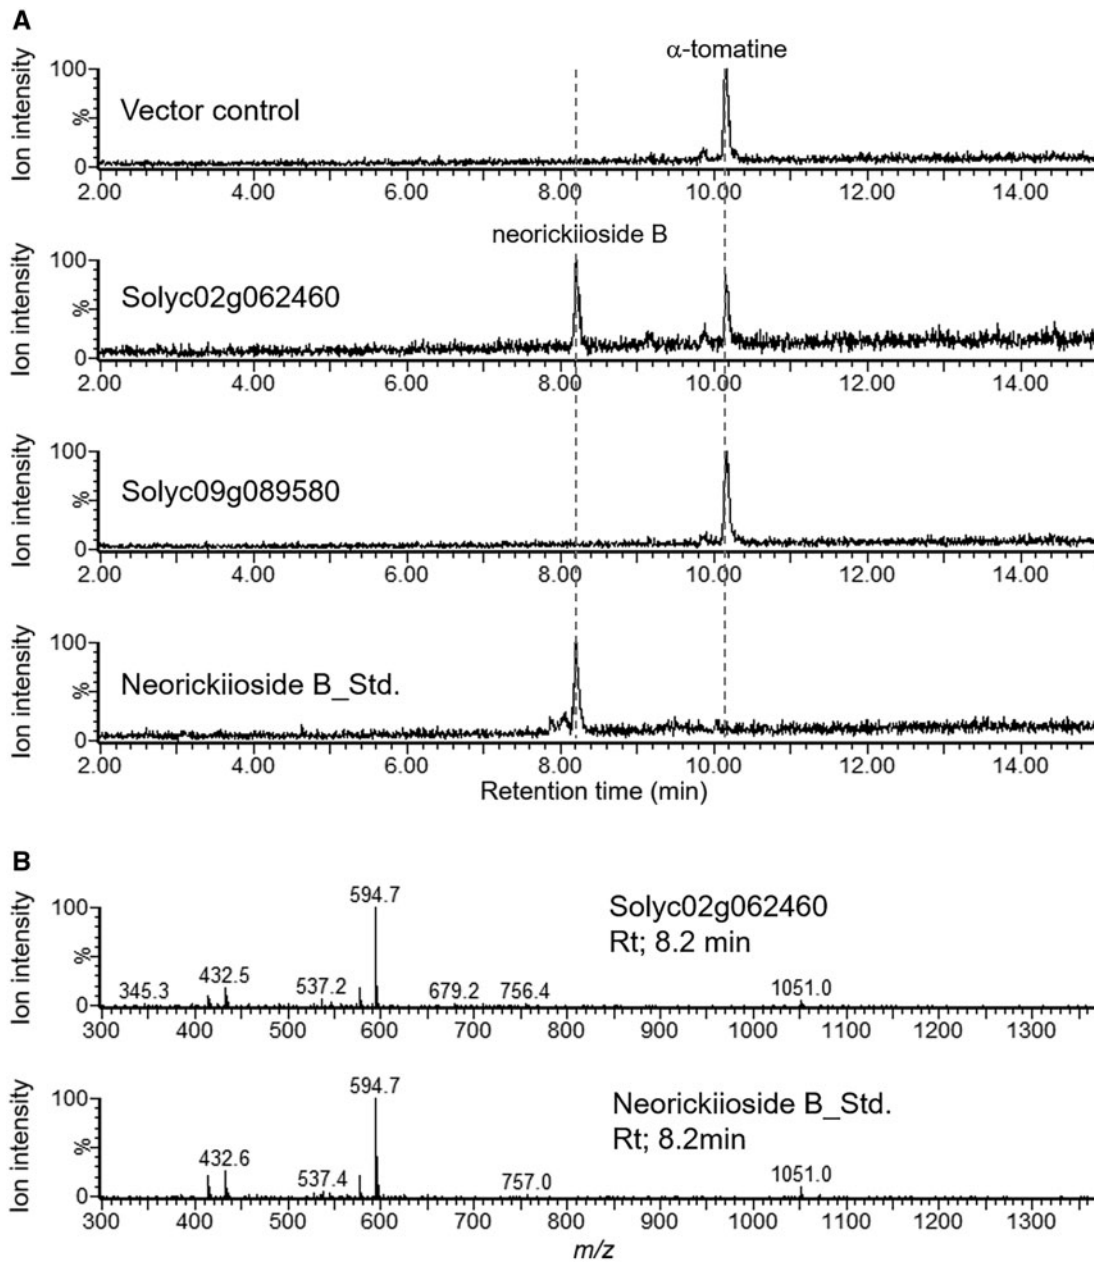 A
α-tomatine
Ion intensity
%
100
0
Vector control
2.00 4.00 6.00 8.00 10.00 12.00 14.00
neorickiioside B
Ion intensity
%
100
0
Solyc02g062460
2.00 4.00 6.00 8.00 10.00 12.00 14.00
Ion intensity
%
100
0
Solyc09g089580
2.00 4.00 6.00 8.00 10.00 12.00 14.00
Ion intensity
%
100
0
Neorickiioside B_Std.
2.00 4.00 6.00 8.00 10.00 12.00 14.00
Retention time (min)
B
Ion intensity
%
100
0
594.7
Solyc02g062460
Rt; 8.2 min
345.3 432.5 537.2 679.2 756.4 1051.0
300 400 500 600 700 800 900 1000 1100 1200 1300
Ion intensity
%
100
0
594.7
Neorickiioside B_Std.
Rt; 8.2min
432.6 537.4 757.0 1051.0
300 400 500 600 700 800 900 1000 1100 1200 1300
m/z